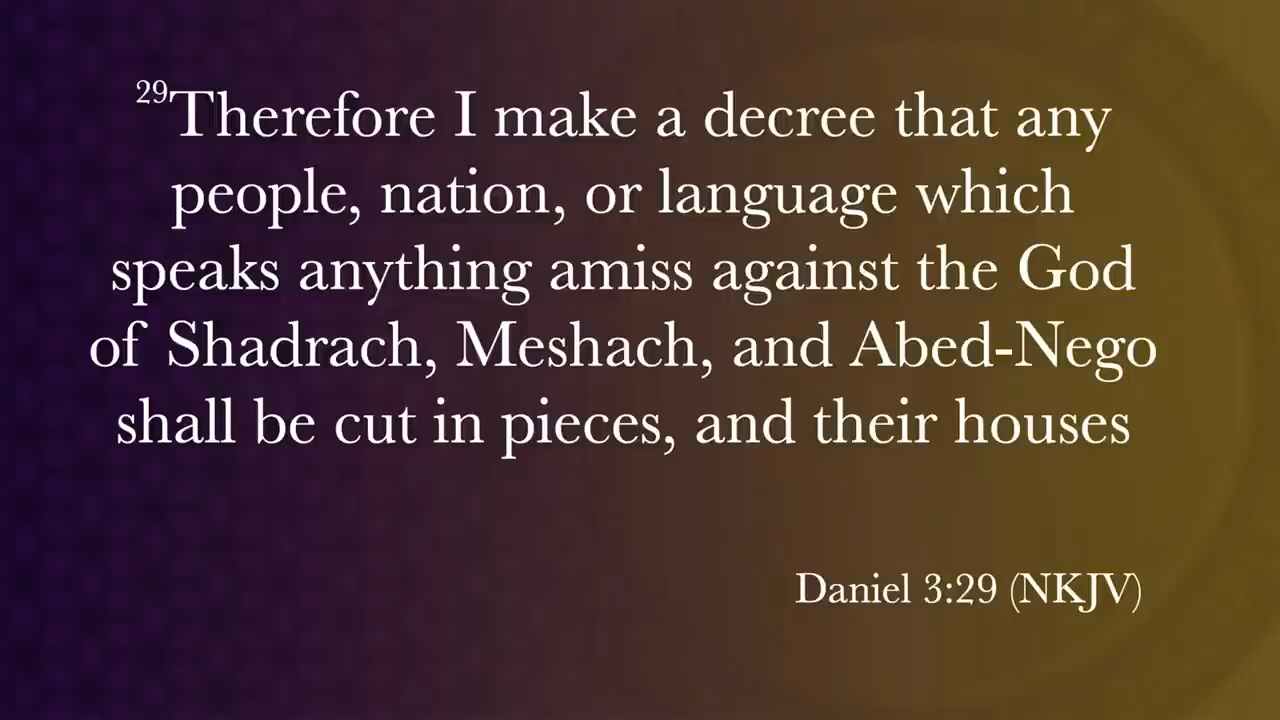 29Therefore I make a decree that any
people, nation, or language which
speaks anything amiss against the God
of Shadrach, Meshach, and Abed-Nego
shall be cut in pieces, and their houses
Daniel 3:29 (NKJV)